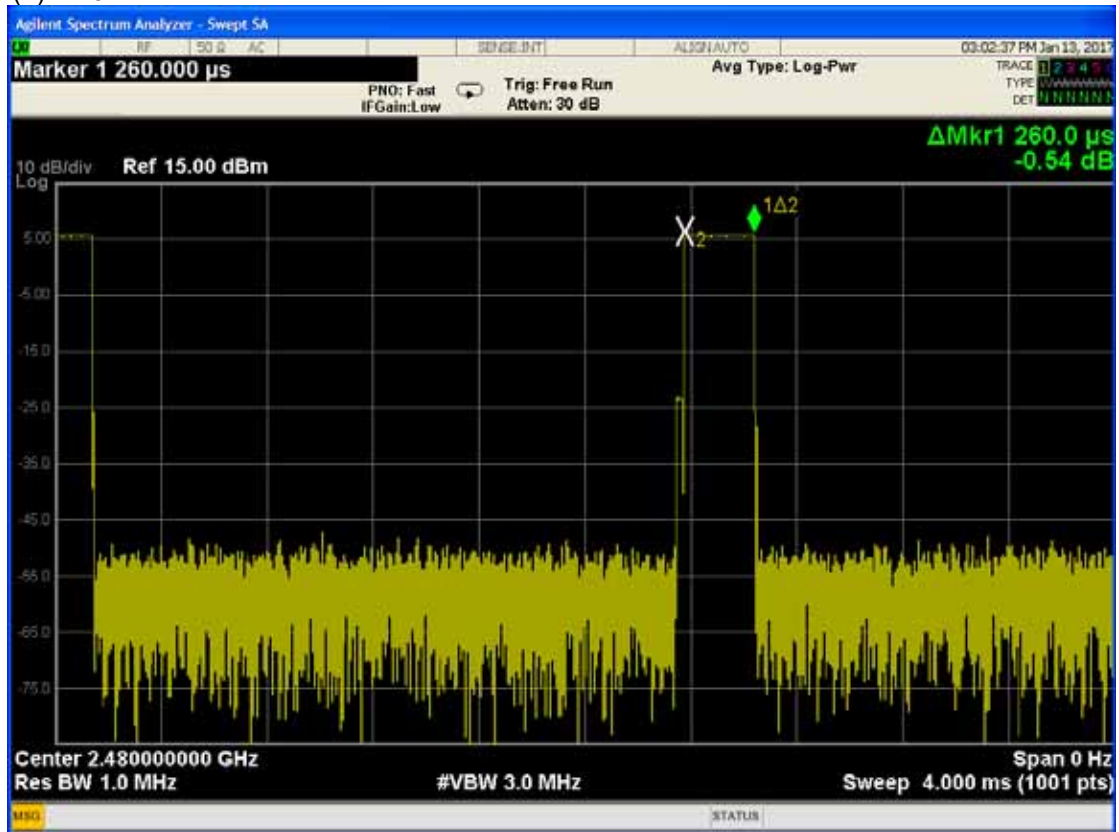 Agilent Spectrum Analyzer - Swept SA
RF 50 Ω AC SENSE:INT ALIGN AUTO 03:02:37 PM Jan 13, 2017
Marker 1 260.000 µs
Avg Type: Log-Pwr
TRACE 1 2 3 4 5
PNO: Fast Trig: Free Run
TYPE
IFGain:Low Atten: 30 dB
DET N N N N N N
ΔMkr1 260.0 µs
-0.54 dB
10 dB/div Ref 15.00 dBm
Log
1Δ2
X2
5.00
-5.00
-15.0
-25.0
-35.0
-45.0
-55.0
-65.0
-75.0
Center 2.480000000 GHz Span 0 Hz
Res BW 1.0 MHz #VBW 3.0 MHz Sweep 4.000 ms (1001 pts)
MSG STATUS